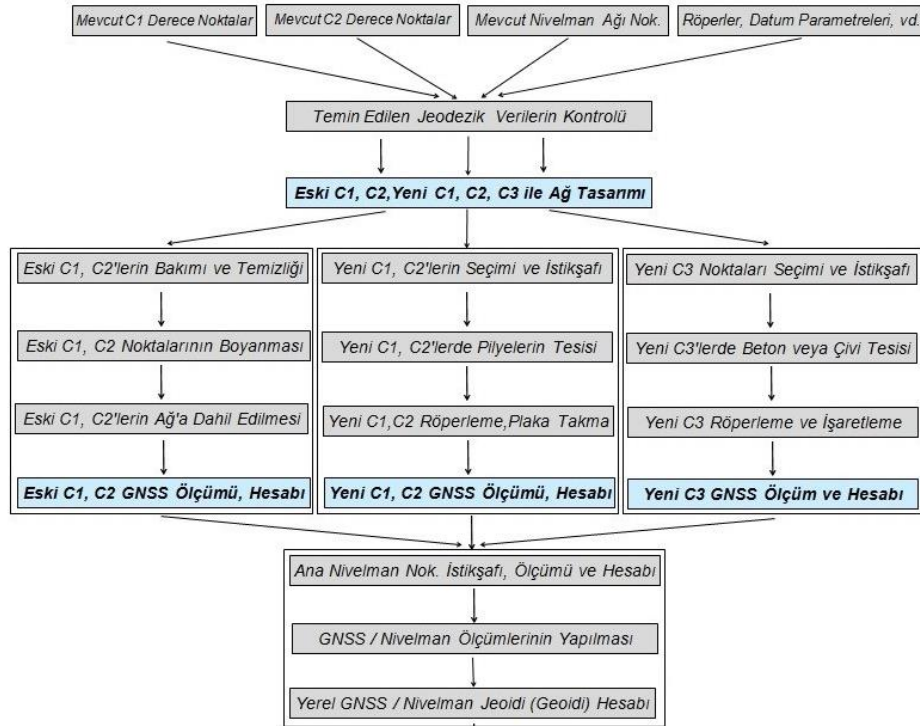 Mevcut C1 Derece Noktalar
Mevcut C2 Derece Noktalar
Mevcut Nivelman Ağı Nok.
Röperler, Datum Parametreleri, vd.
Temin Edilen Jeodezik Verilerin Kontrolü
Eski C1, C2,Yeni C1, C2, C3 ile Ağ Tasarımı
Eski C1, C2'lerin Bakımı ve Temizliği
Eski C1, C2 Noktalarının Boyanması
Eski C1, C2'lerin Ağ'a Dahil Edilmesi
Eski C1, C2 GNSS Ölçümü, Hesabı
Yeni C1, C2'lerin Seçimi ve İstikşafı
Yeni C1, C2'lerde Pilyelerin Tesisi
Yeni C1,C2 Röperleme,Plaka Takma
Yeni C1, C2 GNSS Ölçümü, Hesabı
Yeni C3 Noktaları Seçimi ve İstikşafı
Yeni C3'lerde Beton veya Çivi Tesisi
Yeni C3 Röperleme ve İşaretleme
Yeni C3 GNSS Ölçüm ve Hesabı
Ana Nivelman Nok. İstikşafı, Ölçümü ve Hesabı
GNSS / Nivelman Ölçümlerinin Yapılması
Yerel GNSS / Nivelman Jeoidi (Geoidi) Hesabı